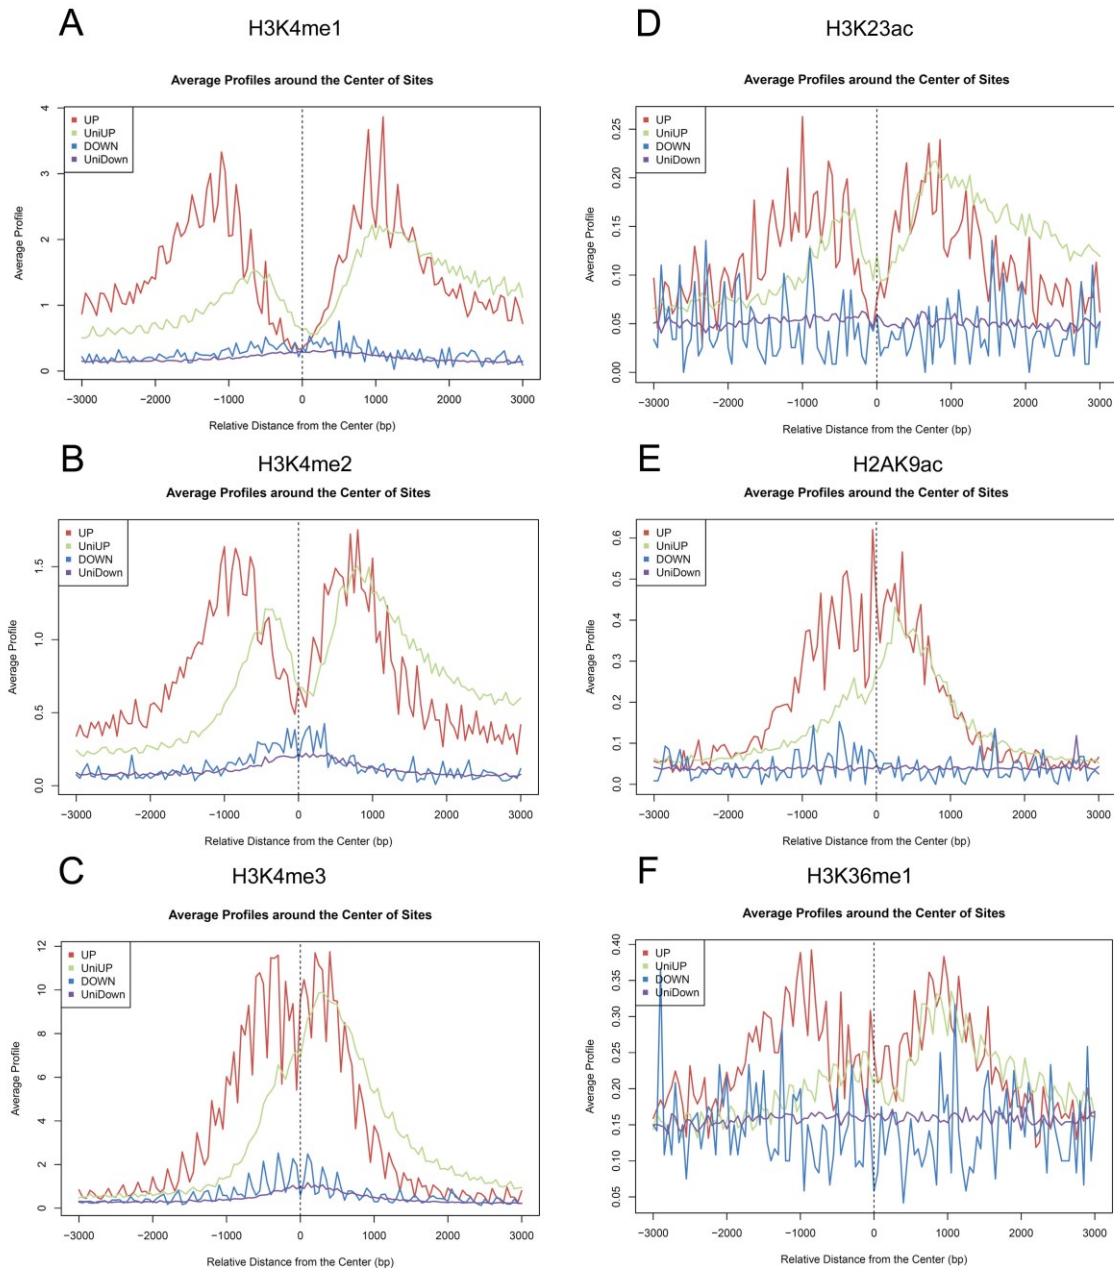 A
H3K4me1
Average Profiles around the Center of Sites
UP
UniUP
DOWN
UniDown
Average Profile
4
3
2
1
0
−3000 −2000 −1000 0 1000 2000 3000
Relative Distance from the Center (bp)
B
H3K4me2
Average Profiles around the Center of Sites
UP
UniUP
DOWN
UniDown
Average Profile
1.5
1.0
0.5
0.0
−3000 −2000 −1000 0 1000 2000 3000
Relative Distance from the Center (bp)
C
H3K4me3
Average Profiles around the Center of Sites
UP
UniUP
DOWN
UniDown
Average Profile
12
10
8
6
4
2
0
−3000 −2000 −1000 0 1000 2000 3000
Relative Distance from the Center (bp)
D
H3K23ac
Average Profiles around the Center of Sites
UP
UniUP
DOWN
UniDown
Average Profile
0.25
0.20
0.15
0.10
0.05
0.00
−3000 −2000 −1000 0 1000 2000 3000
Relative Distance from the Center (bp)
E
H2AK9ac
Average Profiles around the Center of Sites
UP
UniUP
DOWN
UniDown
Average Profile
0.6
0.5
0.4
0.3
0.2
0.1
0.0
−3000 −2000 −1000 0 1000 2000 3000
Relative Distance from the Center (bp)
F
H3K36me1
Average Profiles around the Center of Sites
UP
UniUP
DOWN
UniDown
Average Profile
0.40
0.35
0.30
0.25
0.20
0.15
0.10
0.05
−3000 −2000 −1000 0 1000 2000 3000
Relative Distance from the Center (bp)